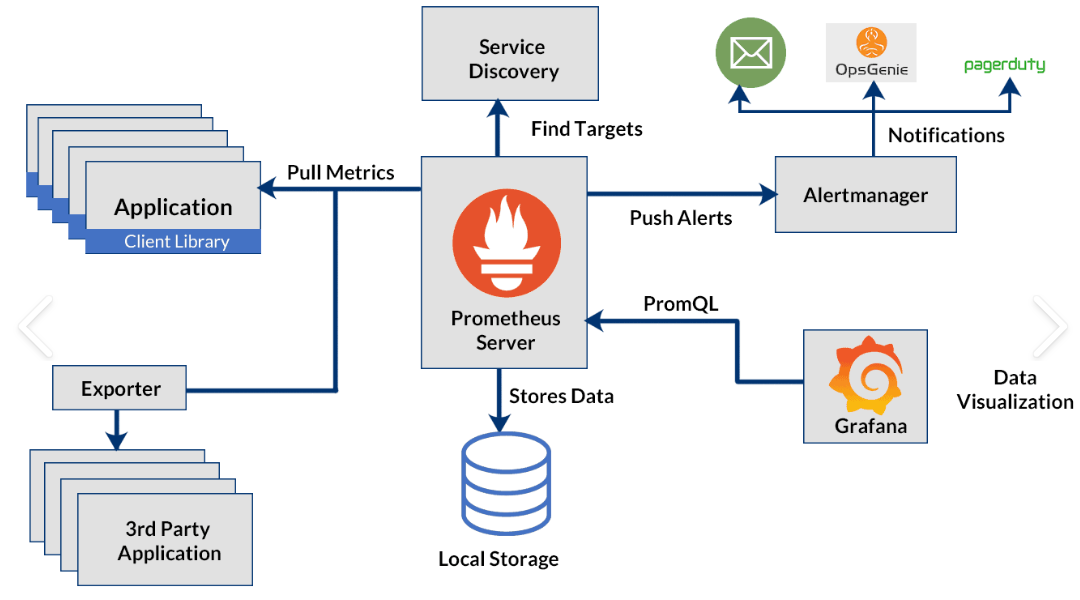 Service
Discovery
OpsGenie
pagerduty
Find Targets
Notifications
Pull Metrics
Application
Client Library
Push Alerts
Alertmanager
Prometheus
Server
PromQL
Exporter
Stores Data
Grafana
Data
Visualization
3rd Party
Application
Local Storage